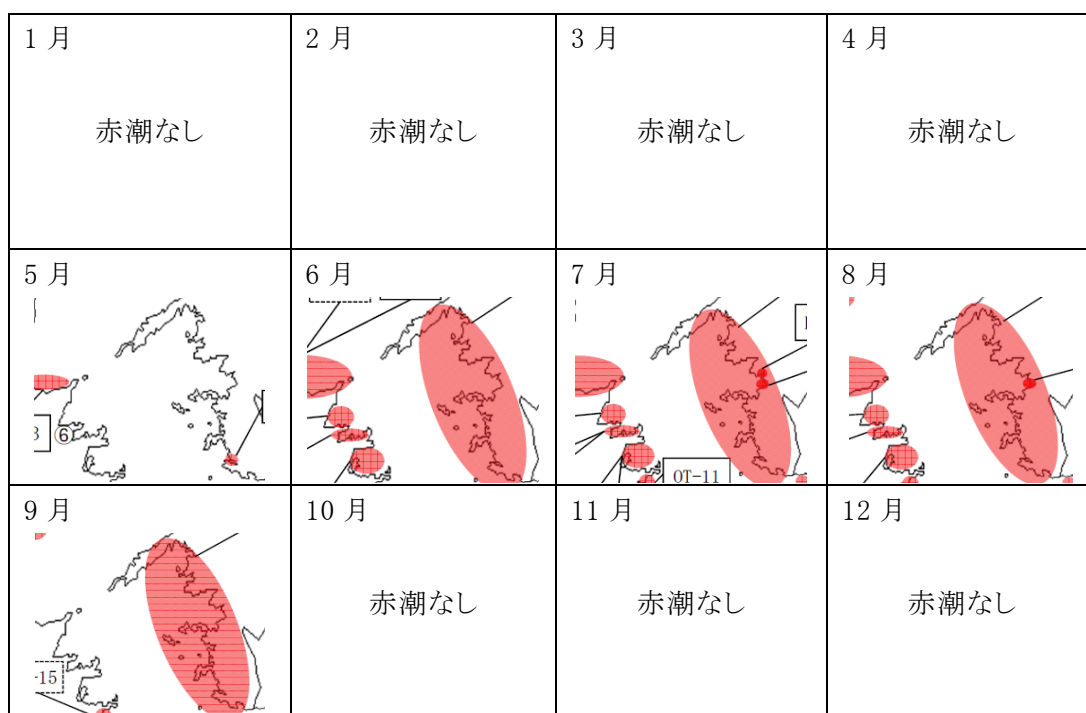 1 月
赤潮なし
2 月
赤潮なし
3 月
赤潮なし
4 月
赤潮なし
5 月
3
⑥
6 月
7 月
OT-11
8 月
9 月
-15
10 月
赤潮なし
11 月
赤潮なし
12 月
赤潮なし